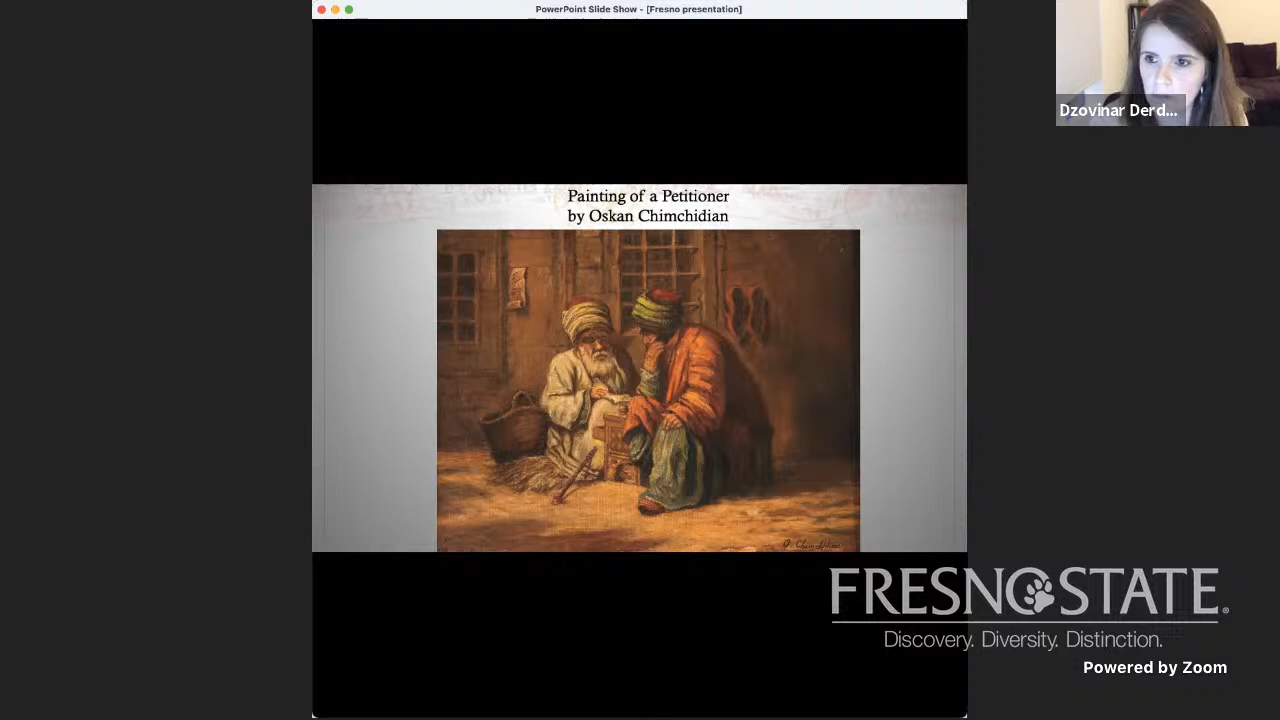 PowerPoint Slide Show - [Fresno presentation]
Dzovinar Derd...
Painting of a Petitioner
by Oskan Chimchidian
FRESNO STATE®
Discovery. Diversity. Distinction.
Powered by Zoom